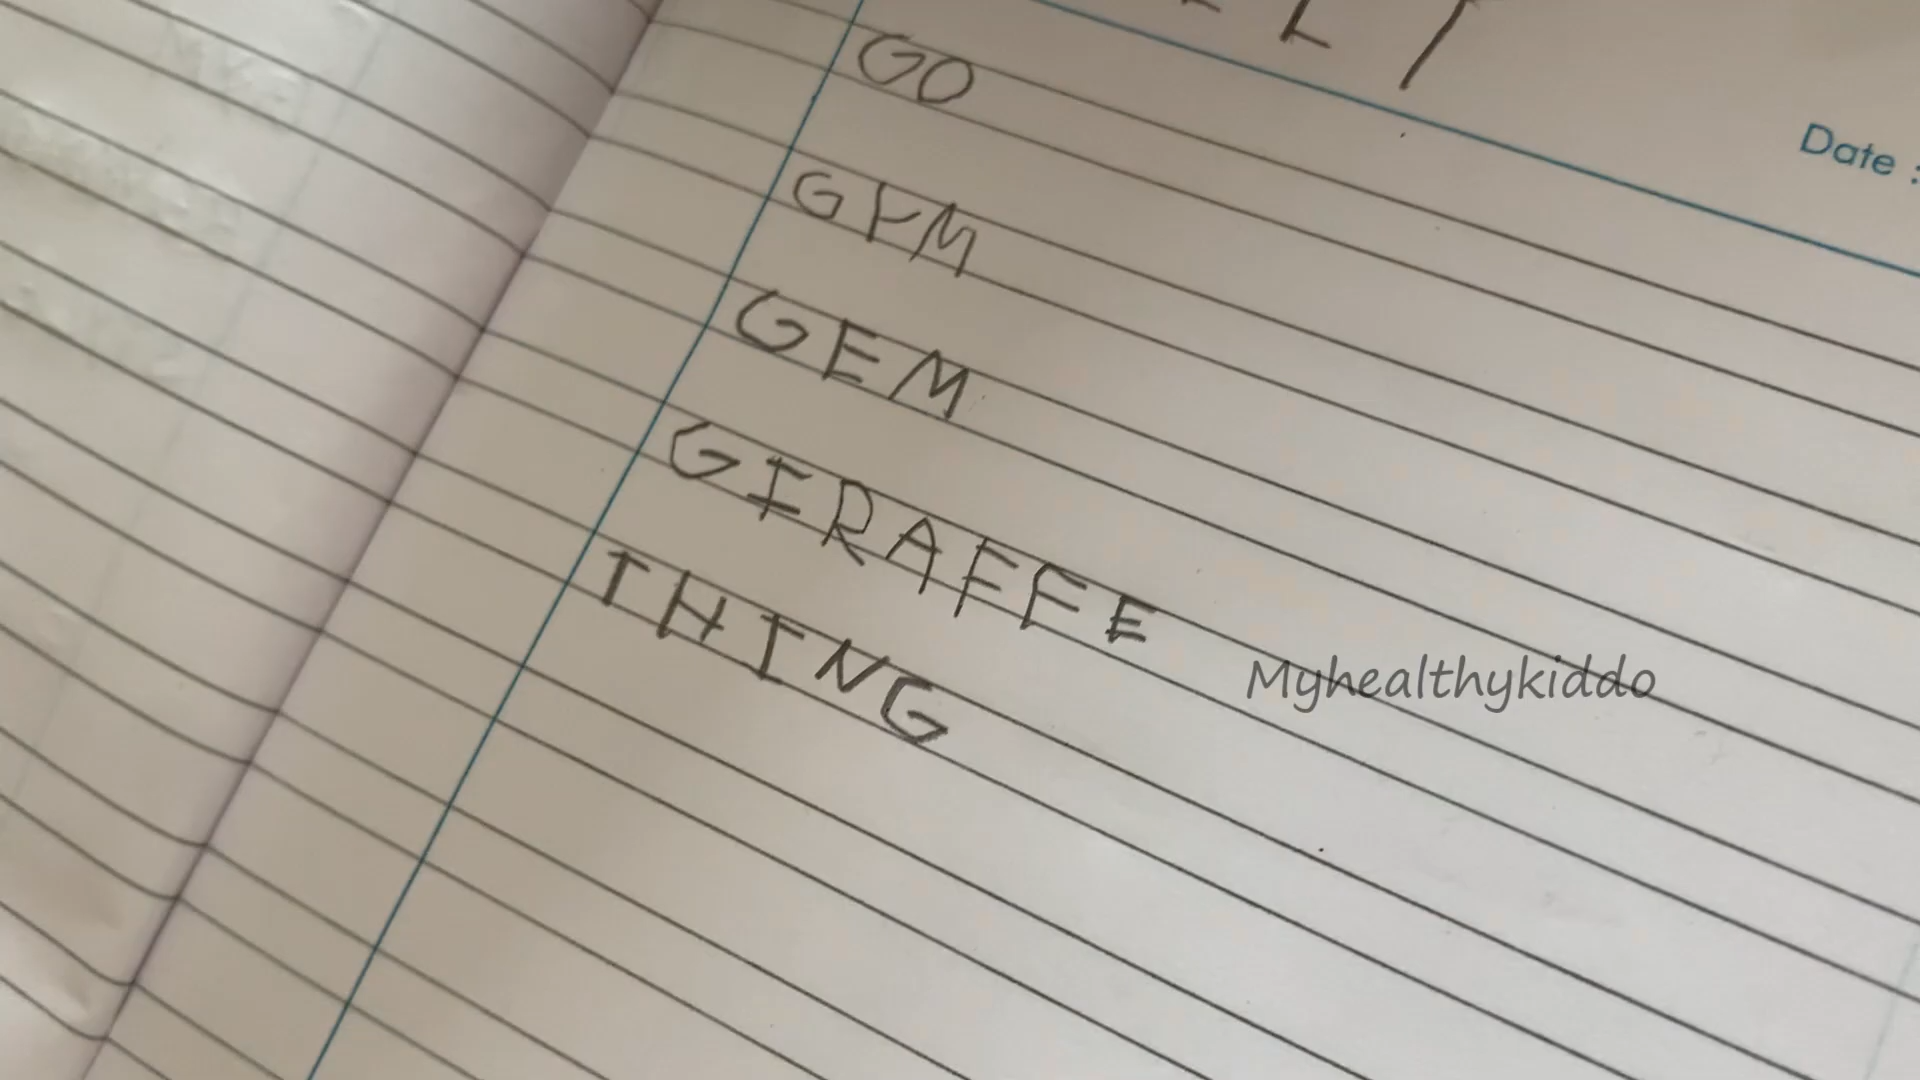 Date :
GO
GYM
GEM
GIRAFFE
THING
Myhealthykiddo